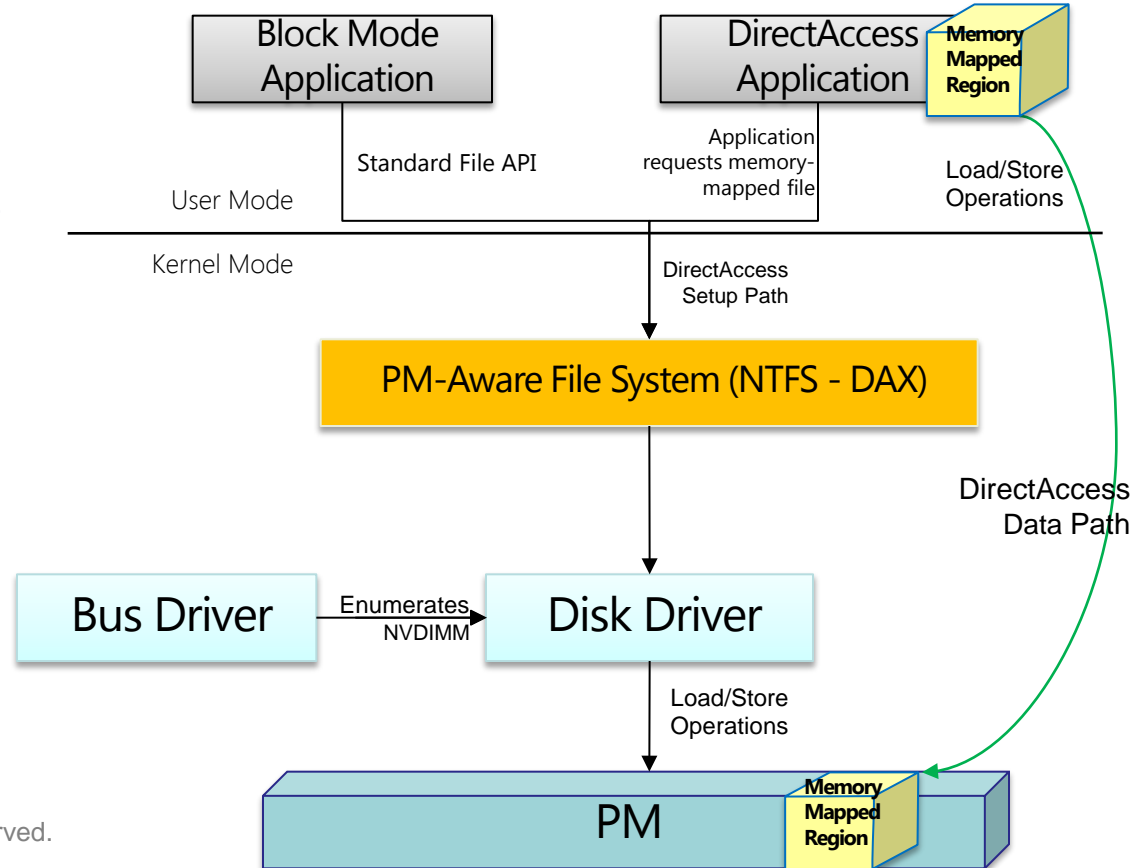 Block Mode
Application
DirectAccess
Application
Memory
Mapped
Region
Standard File API
Application
requests memory-
mapped file
Load/Store
Operations
User Mode
Kernel Mode
DirectAccess
Setup Path
PM-Aware File System (NTFS - DAX)
DirectAccess
Data Path
Bus Driver
Enumerates
NVDIMM
Disk Driver
Load/Store
Operations
PM
Memory
Mapped
Region
rved.